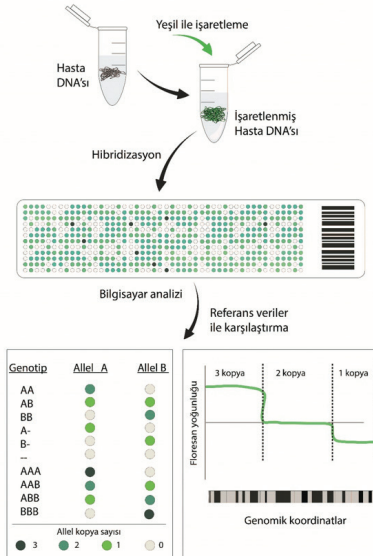 Yeşil ile işaretleme
Hasta
DNA'sı
İşaretlenmiş
Hasta DNA'sı
Hibridizasyon
Bilgisayar analizi
Referans veriler
ile karşılaştırma
Genotip Allel A Allel B
AA
AB
BB
A-
B-
--
AAA
AAB
ABB
BBB
Allel kopya sayısı
3 2 1 0
3 kopya 2 kopya 1 kopya
Floresan yoğunluğu
Genomik koordinatlar